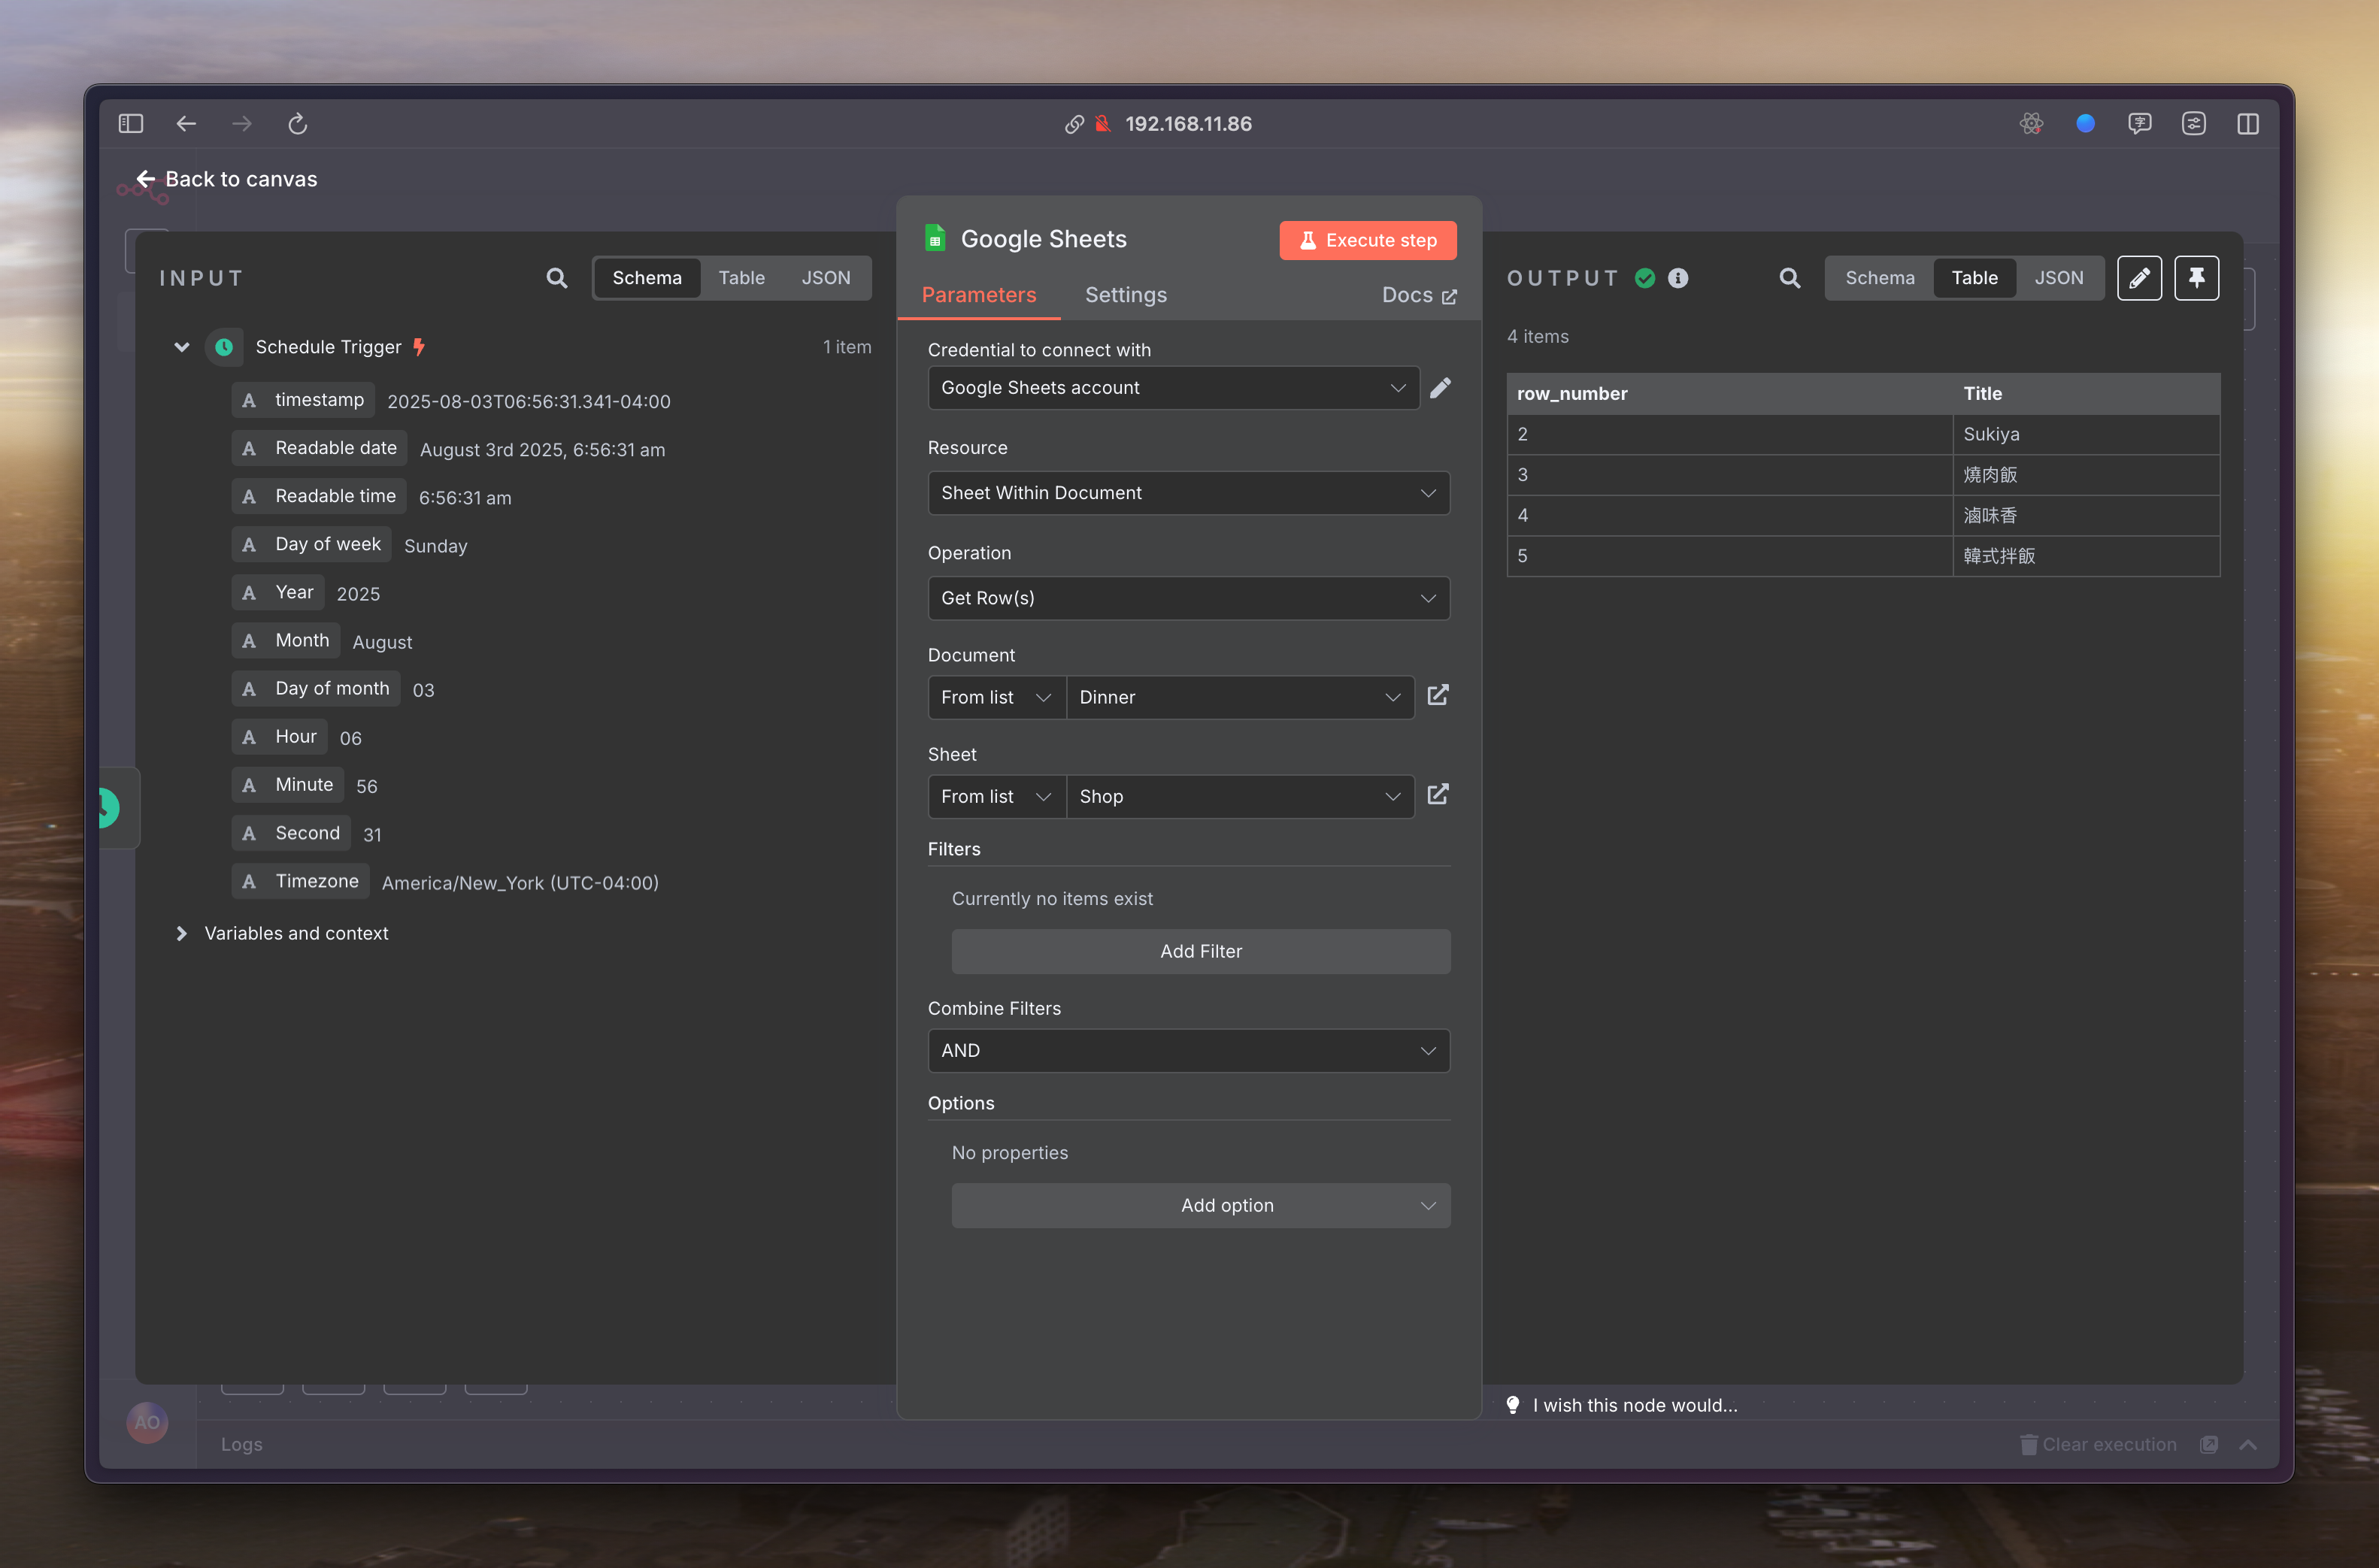 192.168.11.86
Back to canvas
INPUT
Schema Table JSON
Schedule Trigger
1 item
A timestamp 2025-08-03T06:56:31.341-04:00
A Readable date August 3rd 2025, 6:56:31 am
A Readable time 6:56:31 am
A Day of week Sunday
A Year 2025
A Month August
A Day of month 03
A Hour 06
A Minute 56
A Second 31
A Timezone America/New_York (UTC-04:00)
Variables and context
Google Sheets
Execute step
Parameters Settings Docs
Credential to connect with
Google Sheets account
Resource
Sheet Within Document
Operation
Get Row(s)
Document
From list Dinner
Sheet
From list Shop
Filters
Currently no items exist
Add Filter
Combine Filters
AND
Options
No properties
Add option
OUTPUT
Schema Table JSON
4 items
row_number Title
2 Sukiya
3 燒肉飯
4 滷味香
5 韓式拌飯
I wish this node would...
AO
Logs
Clear execution